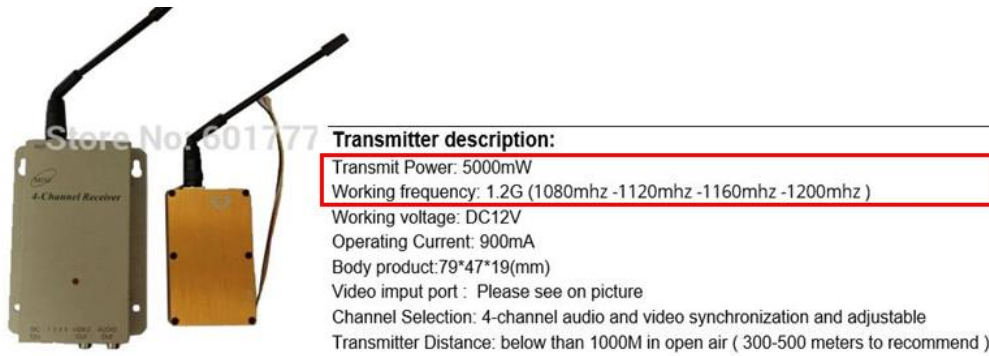 Store No: 601777
4-Channel Receiver
Transmitter description:
Transmit Power: 5000mW
Working frequency: 1.2G (1080mhz -1120mhz -1160mhz -1200mhz )
Working voltage: DC12V
Operating Current: 900mA
Body product:79*47*19(mm)
Video imput port : Please see on picture
Channel Selection: 4-channel audio and video synchronization and adjustable
Transmitter Distance: below than 1000M in open air ( 300-500 meters to recommend )